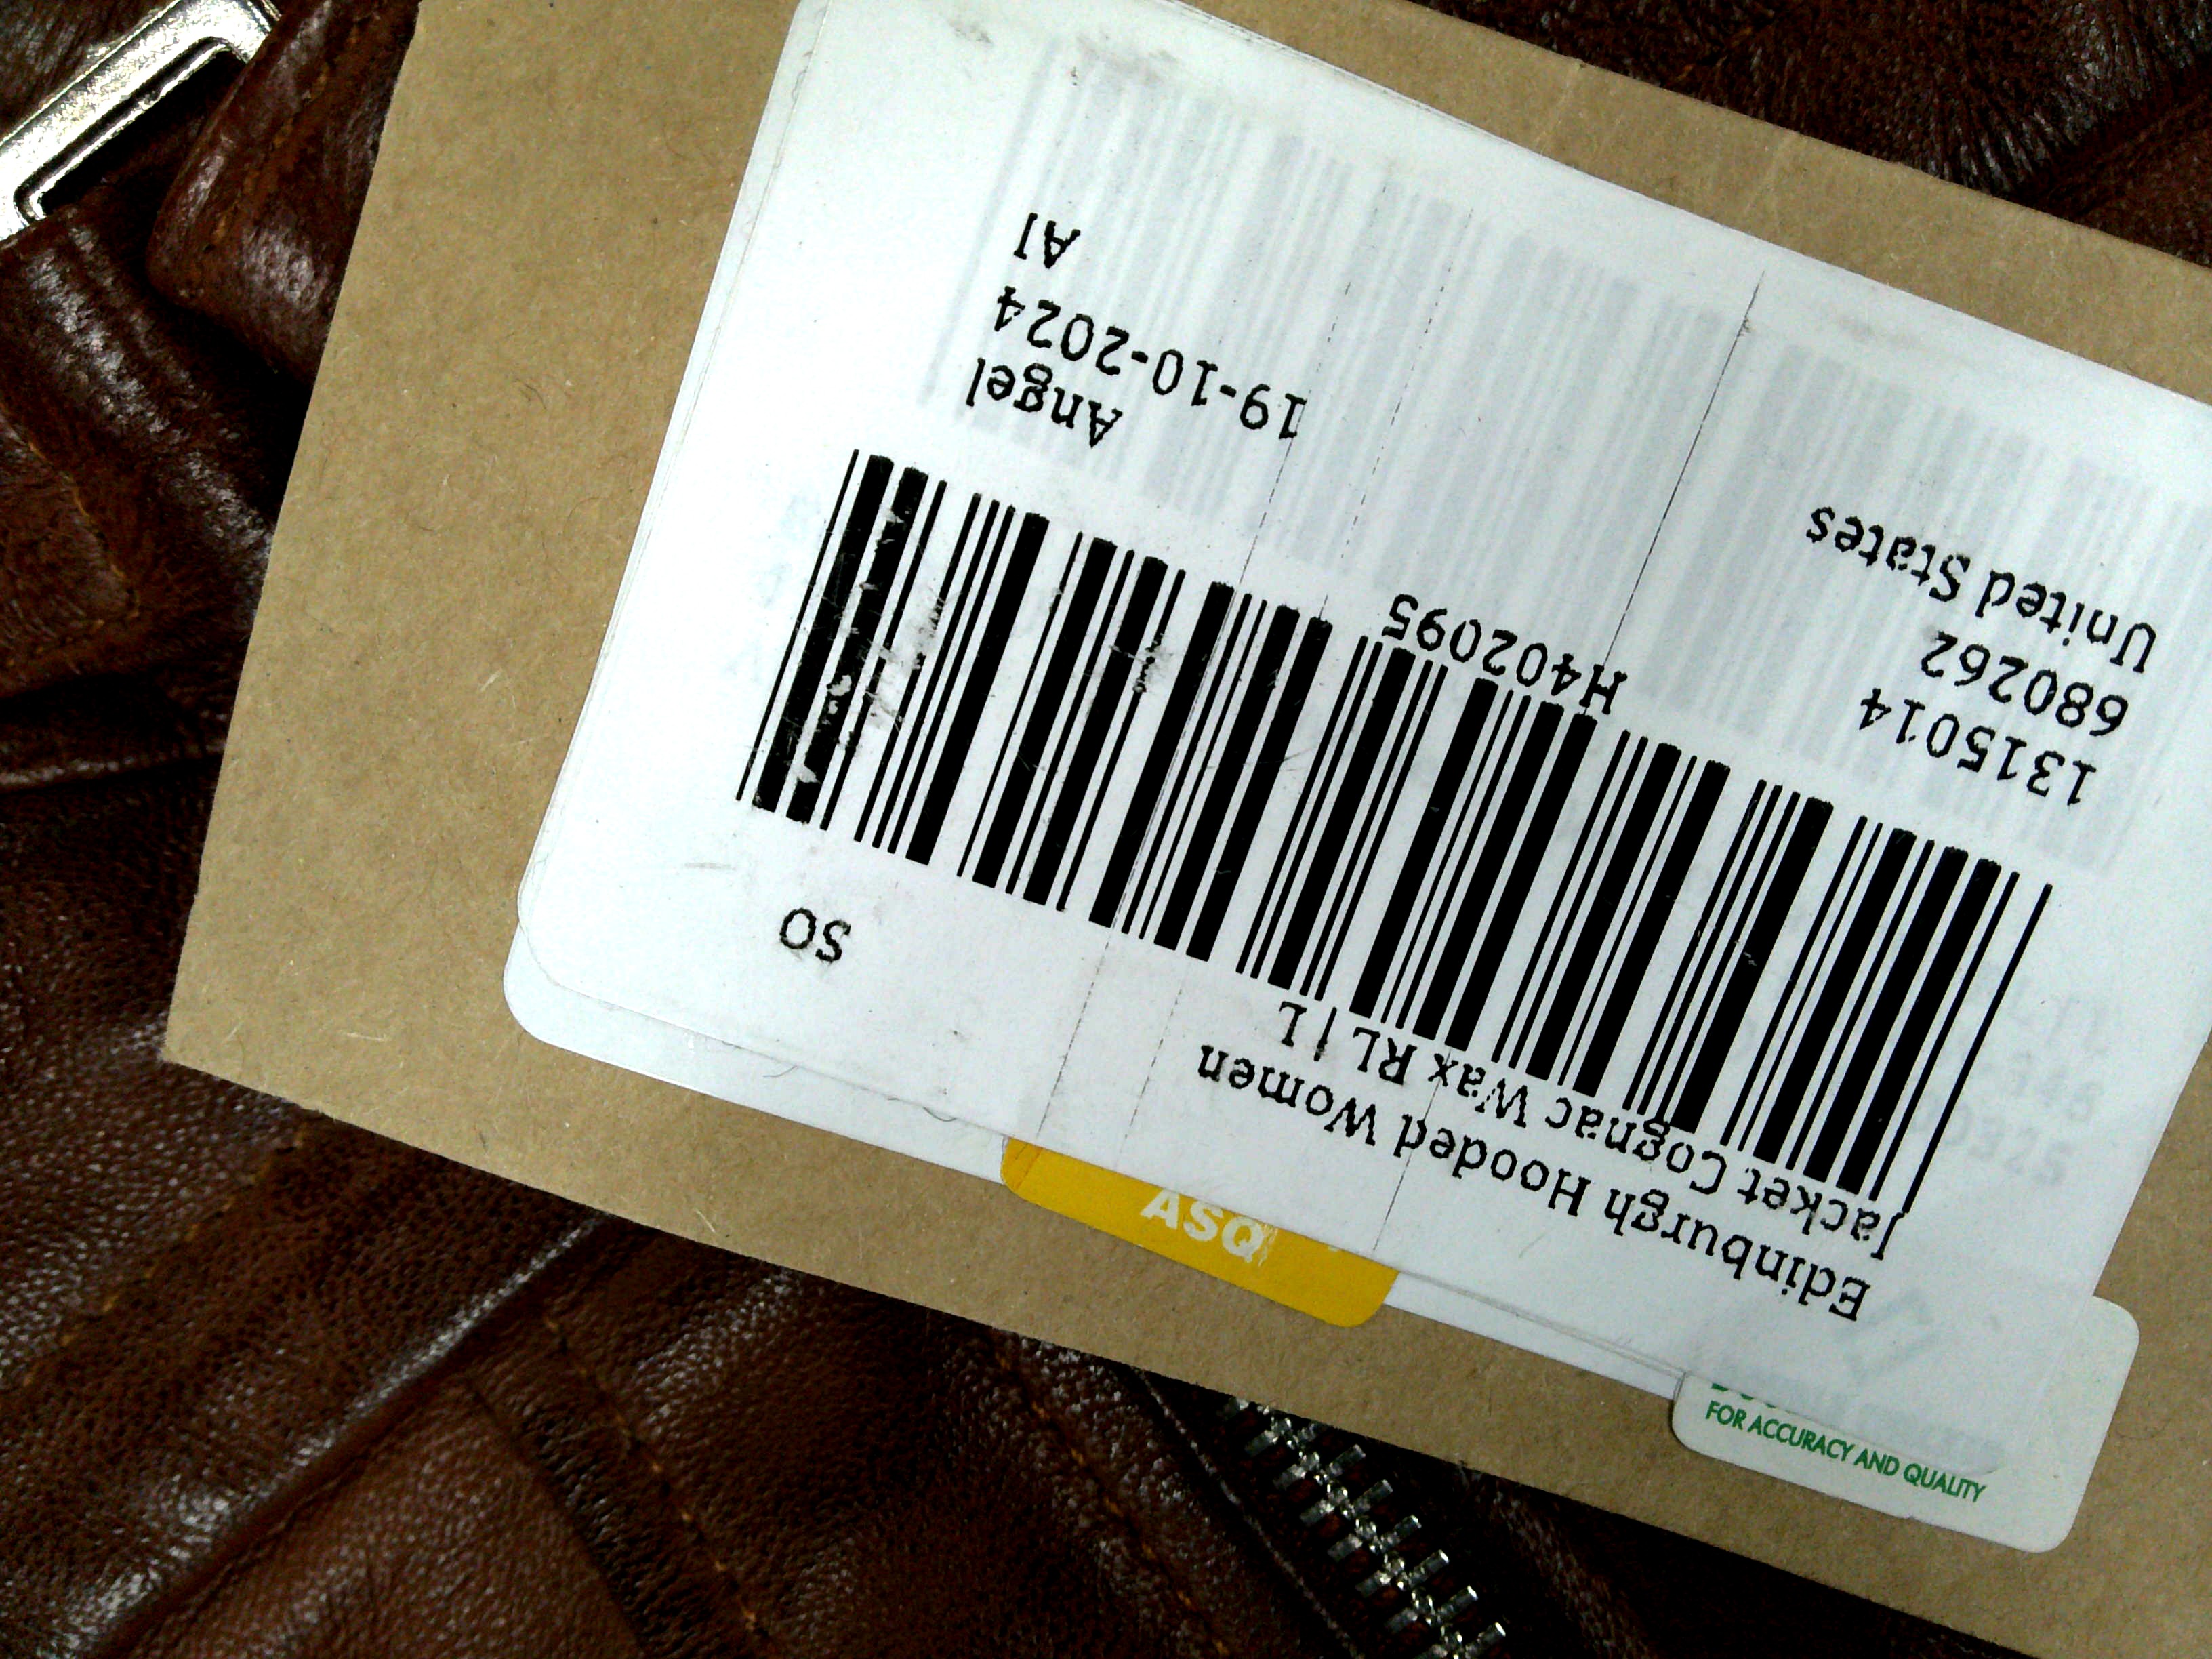 Edinburgh Hooded Women
Jacket Cognac Wax RL | L
SO
H402095
1315014
680262
United States
Angel
19-10-2024
AI
ASQ
FOR ACCURACY AND QUALITY